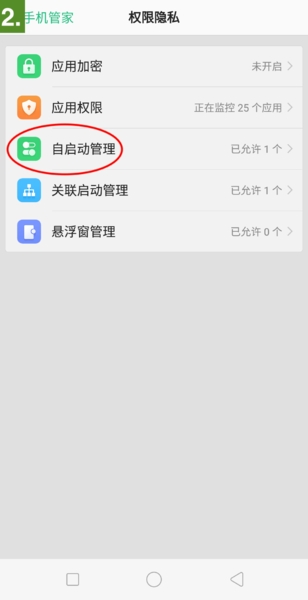 2.
手机管家 权限隐私
应用加密 未开启
应用权限 正在监控 25 个应用
自启动管理 已允许 1 个
关联启动管理 已允许 1 个
悬浮窗管理 已允许 0 个